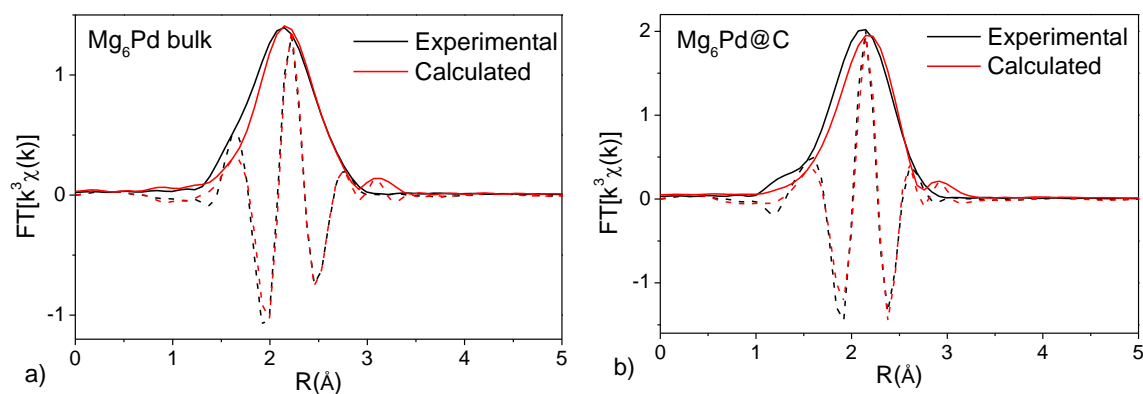 Mg6Pd bulk
Experimental
Calculated
FT[k3χ(k)]
1
0
-1
0 1 2 3 4 5
R(Å)
a)
Mg6Pd@C
Experimental
Calculated
FT[k3χ(k)]
2
1
0
-1
0 1 2 3 4 5
R(Å)
b)